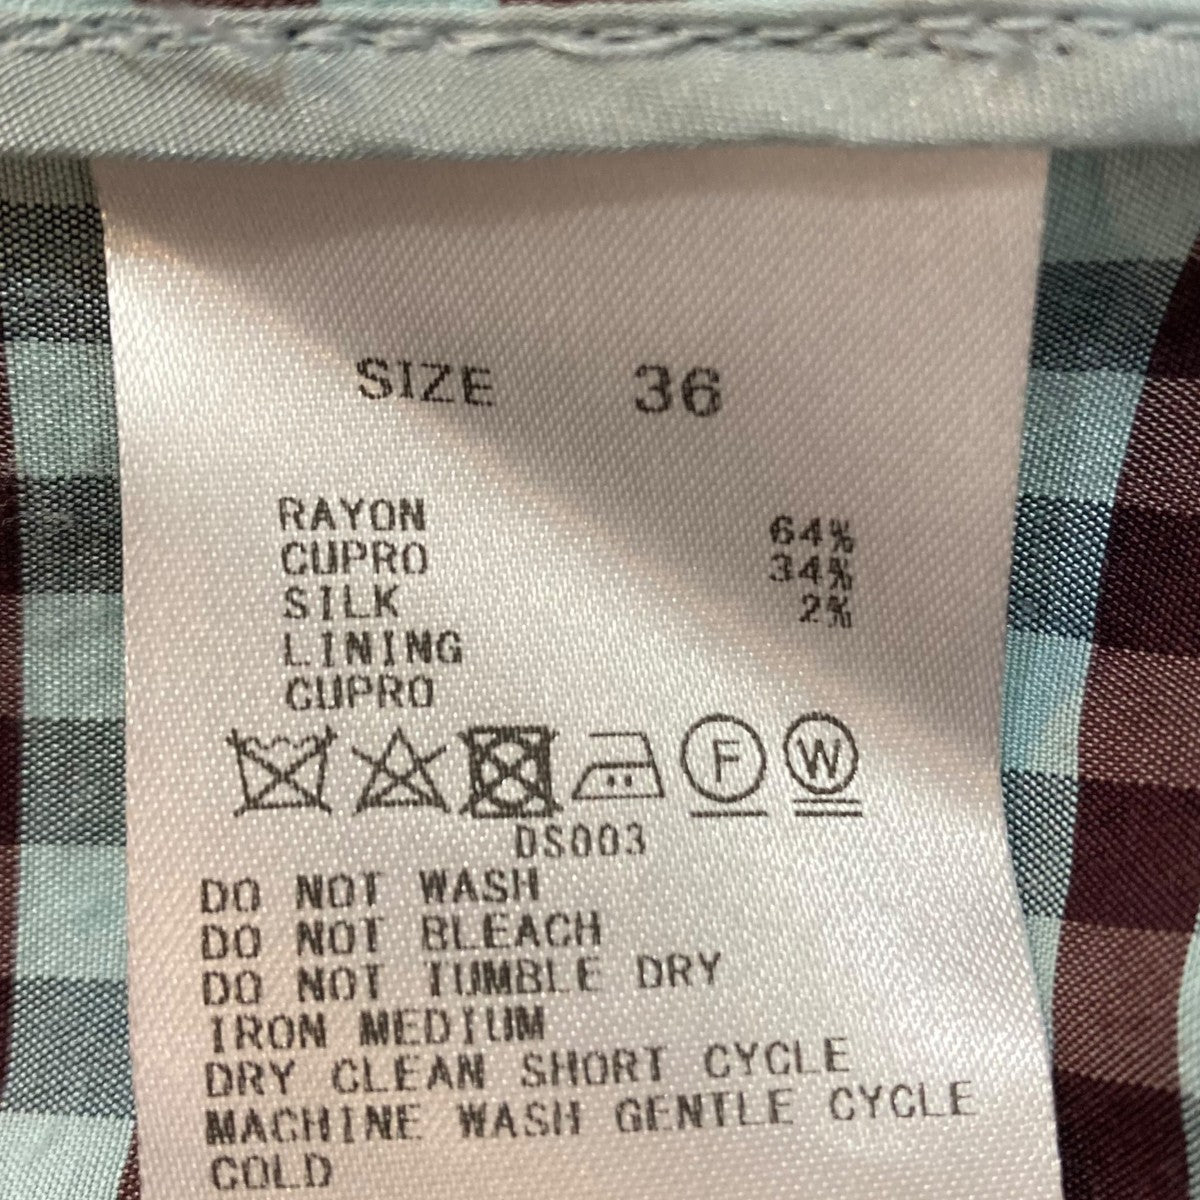 SIZE 36
RAYON 64%
CUPRO 34%
SILK 2%
LINING
CUPRO
F W
DS003
DO NOT WASH
DO NOT BLEACH
DO NOT TUMBLE DRY
IRON MEDIUM
DRY CLEAN SHORT CYCLE
MACHINE WASH GENTLE CYCLE
COLD